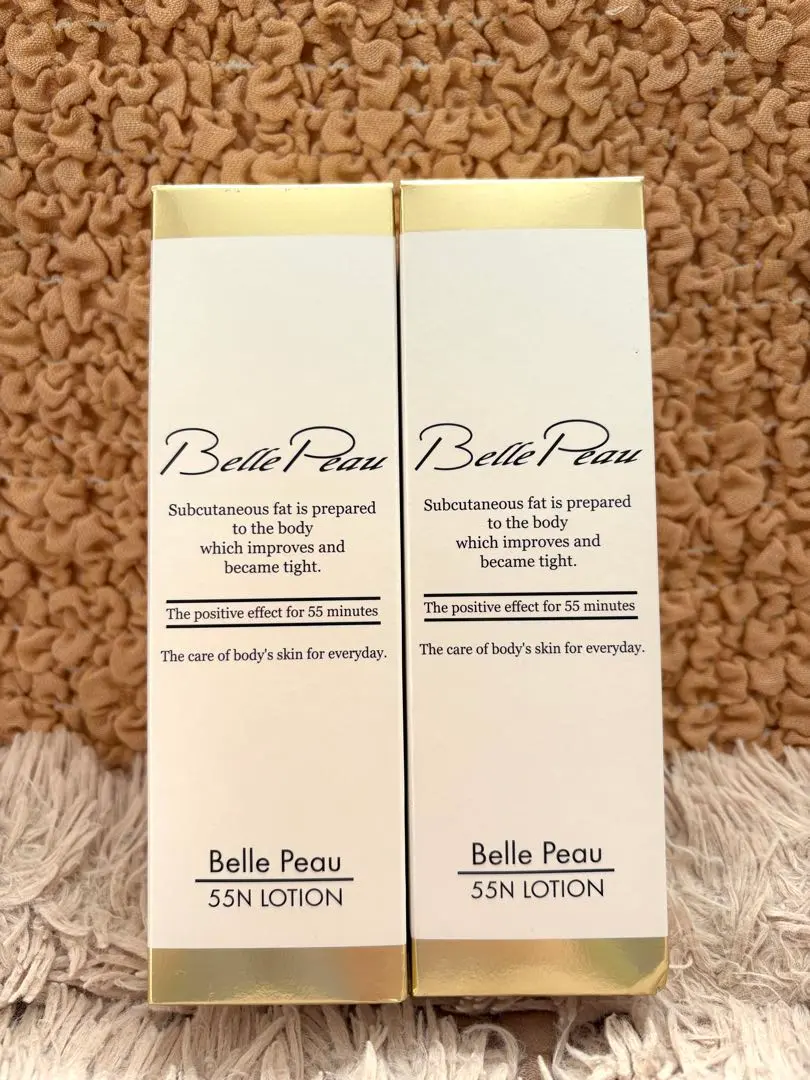 Belle Peau
Subcutaneous fat is prepared
to the body
which improves and
became tight.
The positive effect for 55 minutes
The care of body's skin for everyday.
Belle Peau
55N LOTION
Belle Peau
Subcutaneous fat is prepared
to the body
which improves and
became tight.
The positive effect for 55 minutes
The care of body's skin for everyday.
Belle Peau
55N LOTION